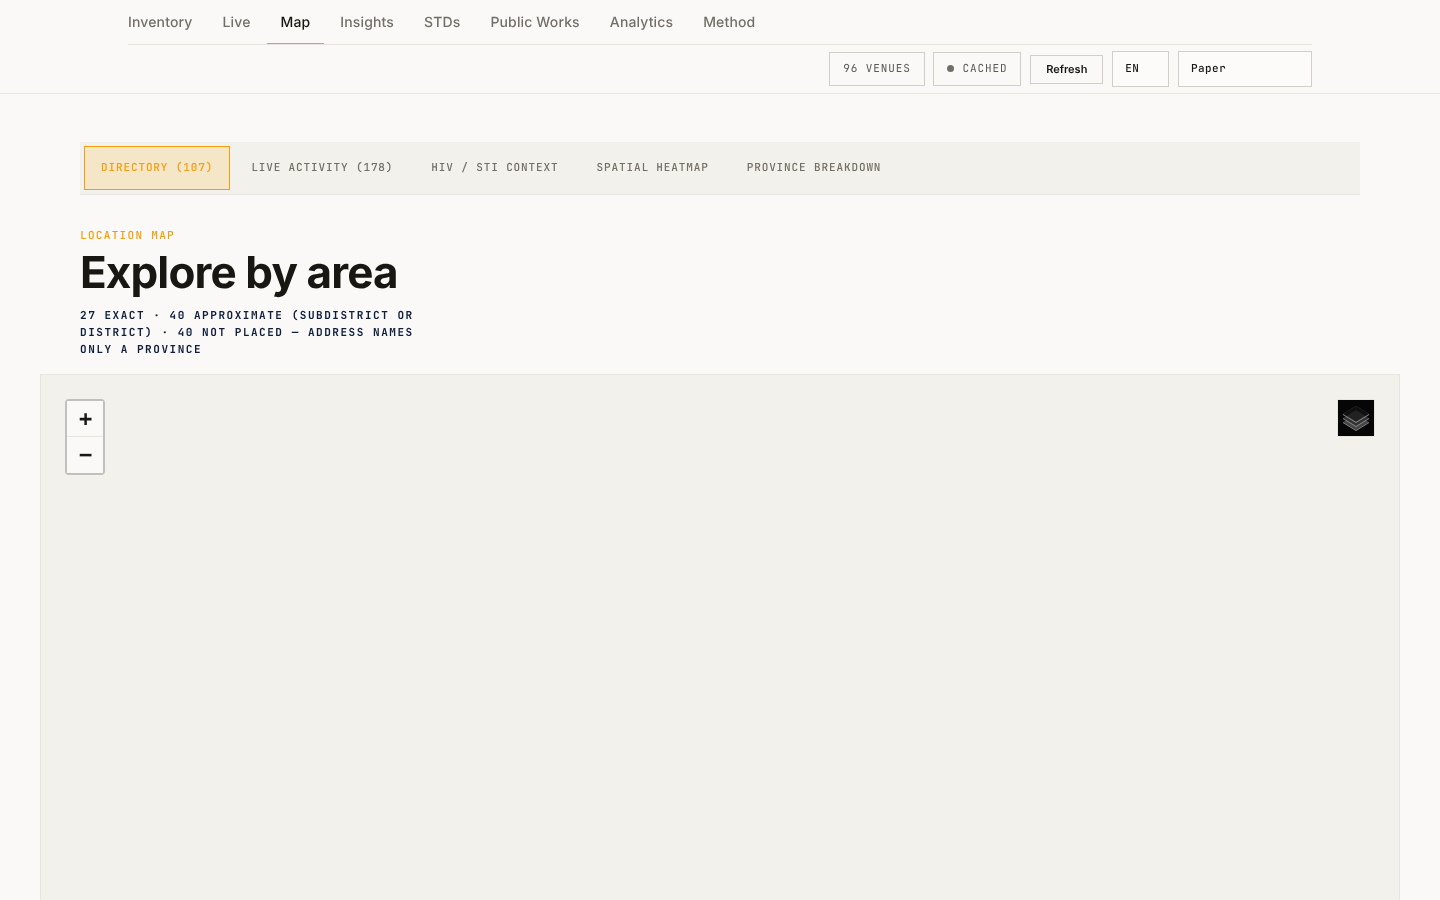 Inventory Live Map Insights STDs Public Works Analytics Method
96 VENUES CACHED Refresh EN Paper
DIRECTORY (107) LIVE ACTIVITY (178) HIV / STI CONTEXT SPATIAL HEATMAP PROVINCE BREAKDOWN
LOCATION MAP
Explore by area
27 EXACT · 40 APPROXIMATE (SUBDISTRICT OR
DISTRICT) · 40 NOT PLACED — ADDRESS NAMES
ONLY A PROVINCE
+
−